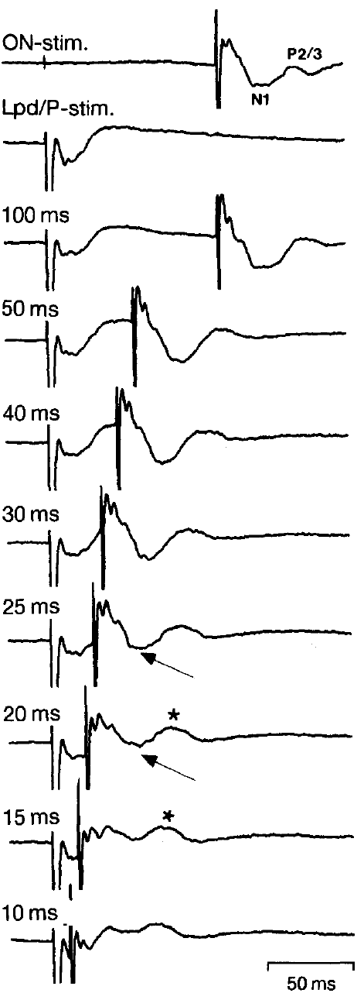 ON-stim.
P2/3
N1
Lpd/P-stim.
100 ms
50 ms
40 ms
30 ms
25 ms
20 ms
*
15 ms
*
10 ms
50 ms